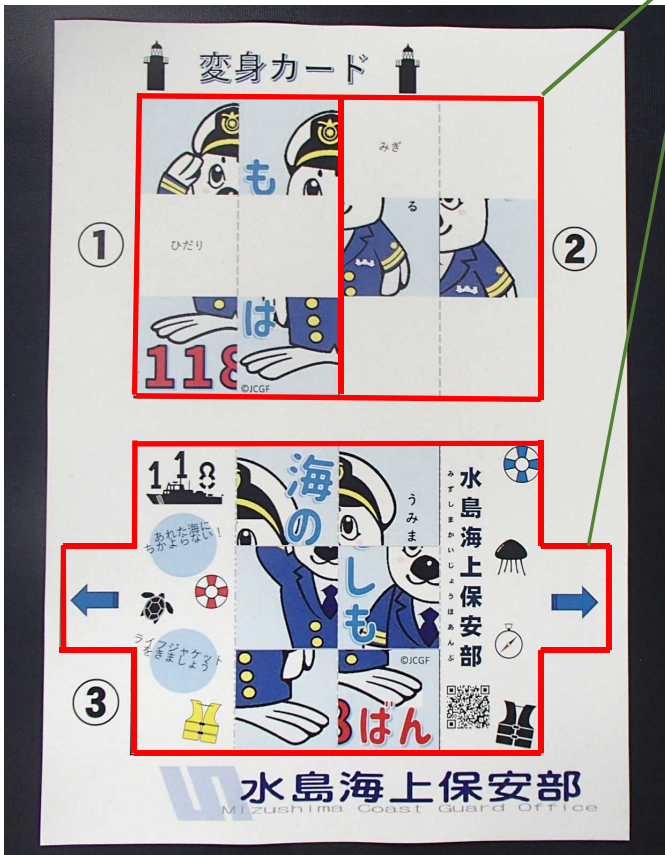 変身カード
も
みぎ
る
①
ひだり
②
は
118
©JCGF
118
海の
うみま
水島海上保安部
みずしまかいじょうほあんぶ
あれた海に
ちかよらない！
しも
ライフジャケット
をきましょう
©JCGF
③
8ばん
水島海上保安部
Mizushima Coast Guard Office